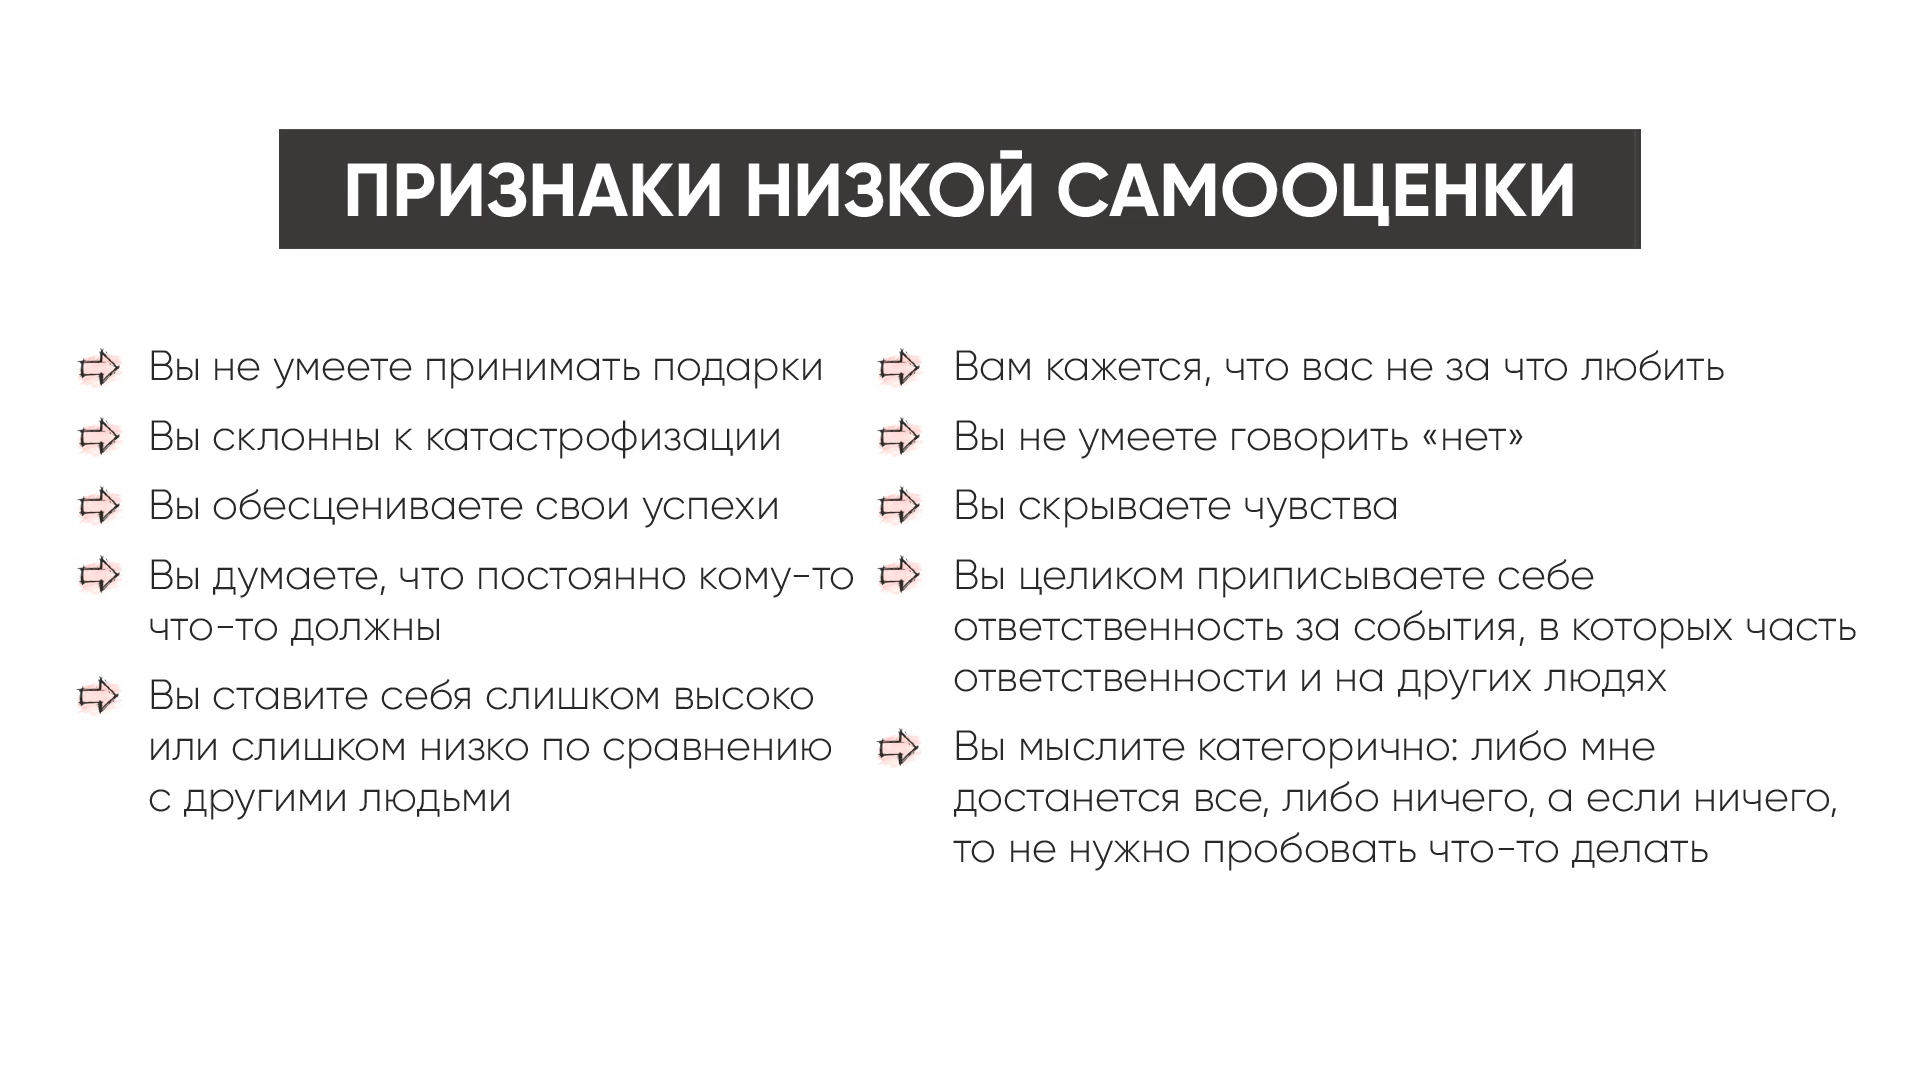 ПРИЗНАКИ НИЗКОЙ САМООЦЕНКИ
Вы не умеете принимать подарки
Вы склонны к катастрофизации
Вы обесцениваете свои успехи
Вы думаете, что постоянно кому-то
что-то должны
Вы ставите себя слишком высоко
или слишком низко по сравнению
с другими людьми
Вам кажется, что вас не за что любить
Вы не умеете говорить «нет»
Вы скрываете чувства
Вы целиком приписываете себе
ответственность за события, в которых часть
ответственности и на других людях
Вы мыслите категорично: либо мне
достанется все, либо ничего, а если ничего,
то не нужно пробовать что-то делать